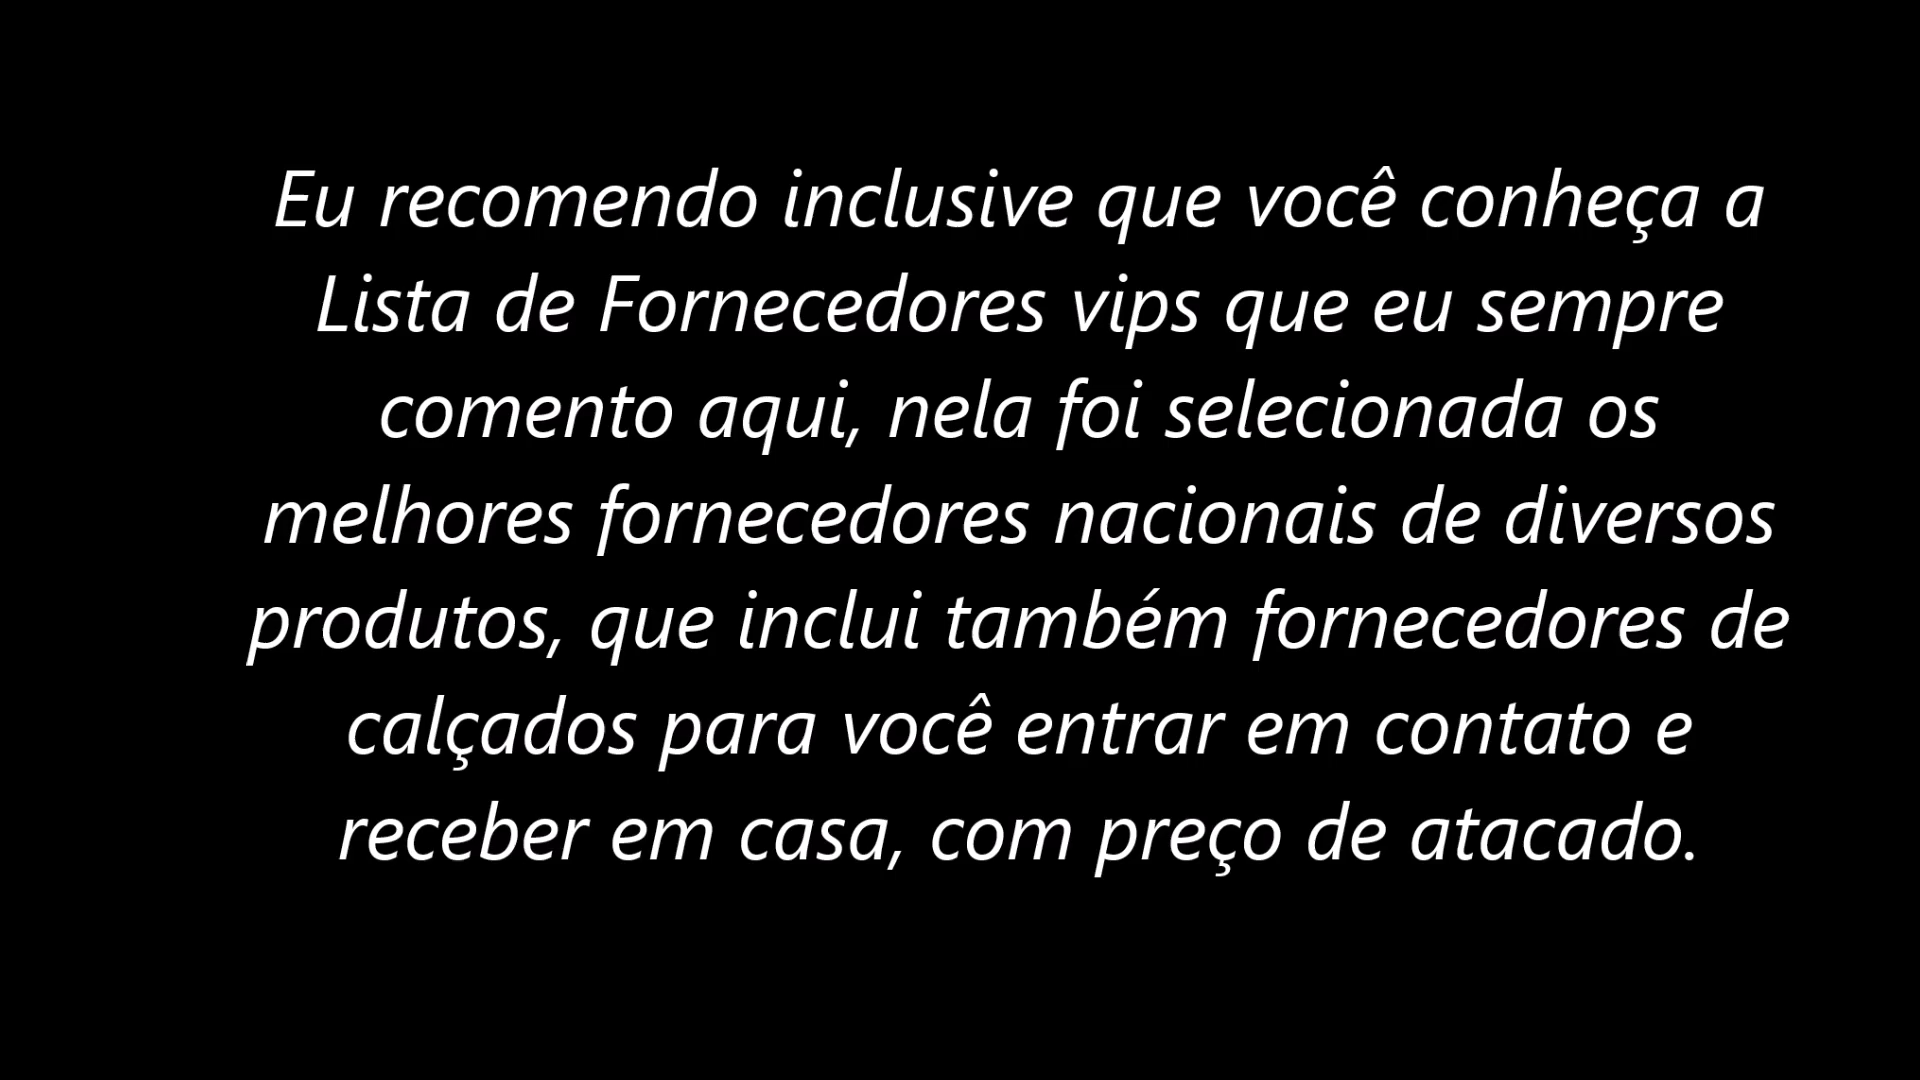 Eu recomendo inclusive que você conheça a
Lista de Fornecedores vips que eu sempre
comento aqui, nela foi selecionada os
melhores fornecedores nacionais de diversos
produtos, que inclui também fornecedores de
calçados para você entrar em contato e
receber em casa, com preço de atacado.